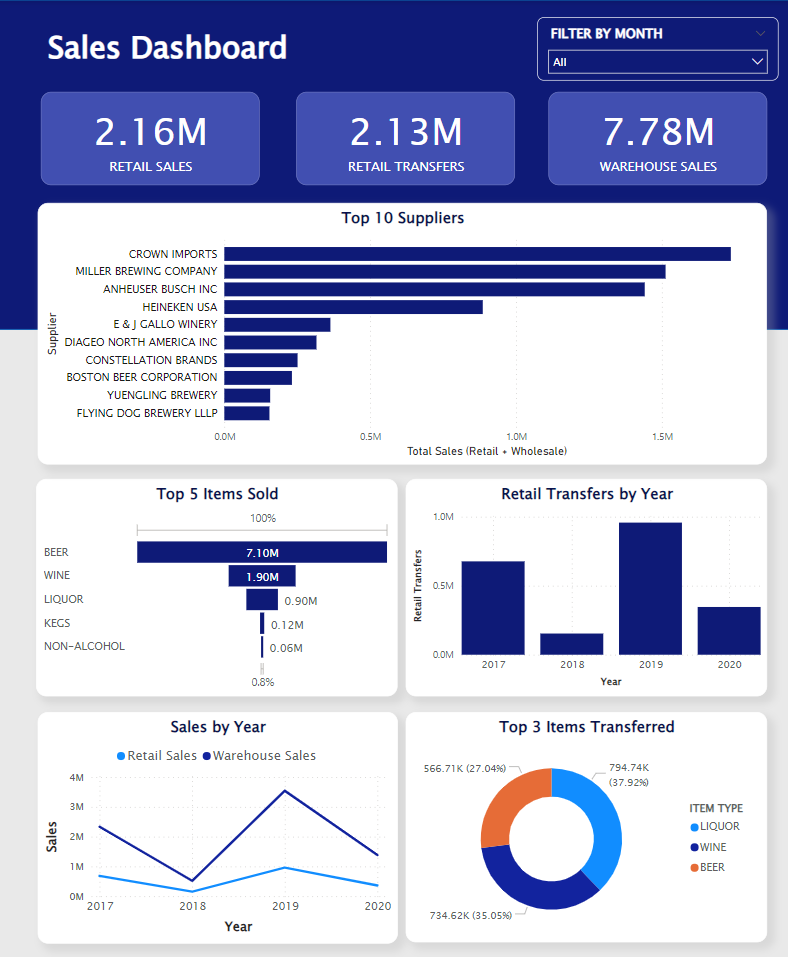 Sales Dashboard
FILTER BY MONTH
All
2.16M
RETAIL SALES
2.13M
RETAIL TRANSFERS
7.78M
WAREHOUSE SALES
Top 10 Suppliers
Supplier
CROWN IMPORTS
MILLER BREWING COMPANY
ANHEUSER BUSCH INC
HEINEKEN USA
E & J GALLO WINERY
DIAGEO NORTH AMERICA INC
CONSTELLATION BRANDS
BOSTON BEER CORPORATION
YUENGLING BREWERY
FLYING DOG BREWERY LLLP
0.0M 0.5M 1.0M 1.5M
Total Sales (Retail + Wholesale)
Top 5 Items Sold
100%
BEER 7.10M
WINE 1.90M
LIQUOR 0.90M
KEGS 0.12M
NON-ALCOHOL 0.06M
0.8%
Retail Transfers by Year
Retail Transfers
1.0M
0.5M
0.0M
2017 2018 2019 2020
Year
Sales by Year
Retail Sales Warehouse Sales
Sales
4M
3M
2M
1M
0M
2017 2018 2019 2020
Year
Top 3 Items Transferred
566.71K (27.04%)
794.74K
(37.92%)
734.62K (35.05%)
ITEM TYPE
LIQUOR
WINE
BEER